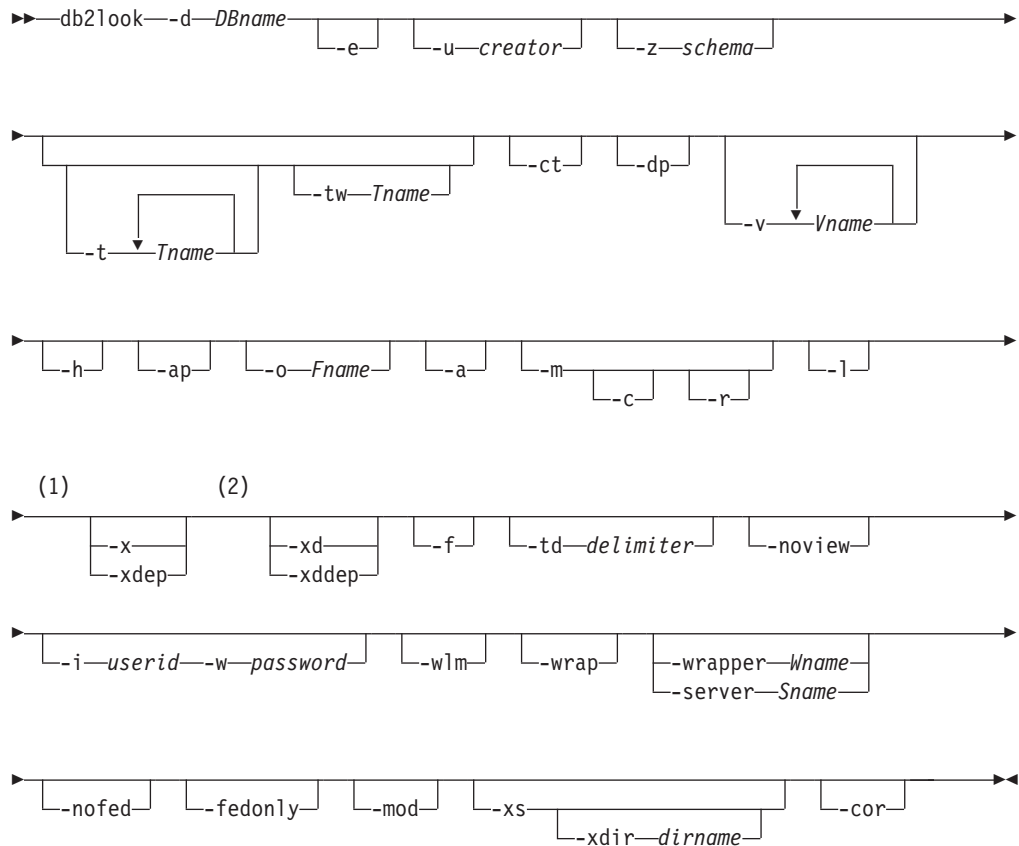 db2look -d DBname -e -u creator -z schema
-t Tname -tw Tname -ct -dp -v Vname
-h -ap -o Fname -a -m -c -r -l
(1) (2)
-x -xd -f -td delimiter -noview
-xdep -xddep
-i userid -w password -wlm -wrap -wrapper Wname
-server Sname
-nofed -fedonly -mod -xs -xdir dirname -cor